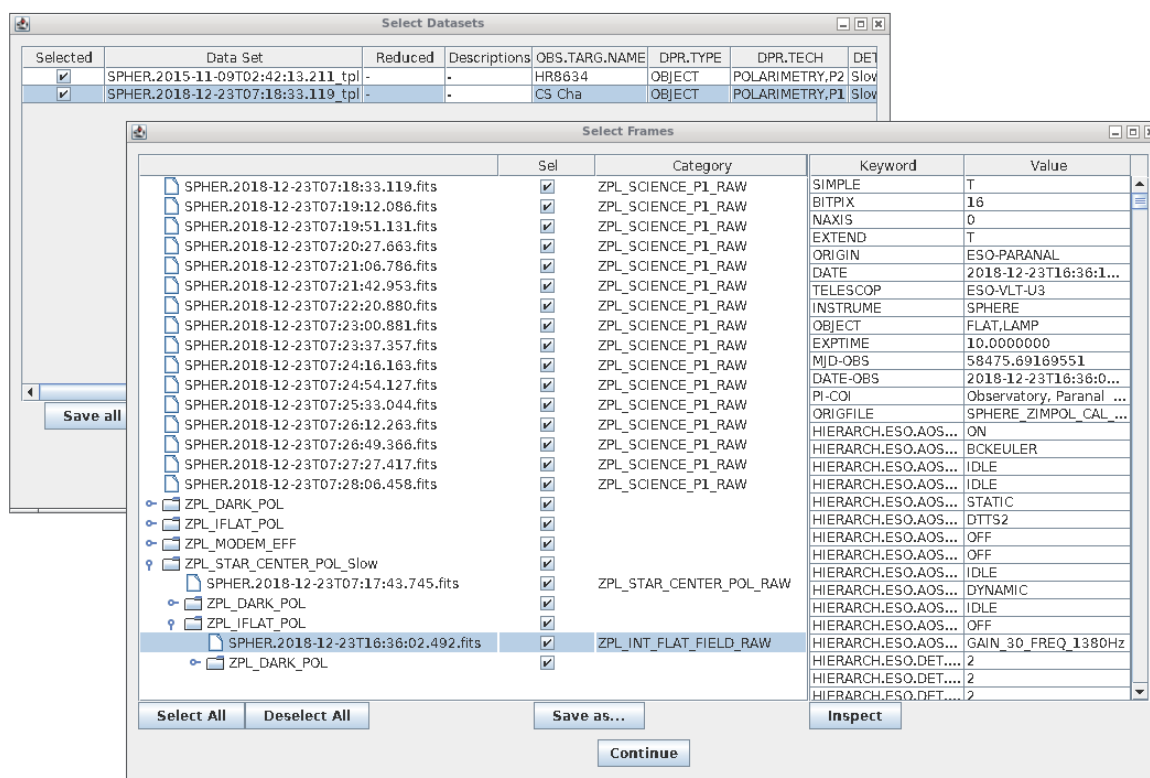 Select Datasets
Selected Data Set Reduced Descriptions OBS.TARG.NAME DPR.TYPE DPR.TECH DET
SPHER.2015-11-09T02:42:13.211_tpl - - HR8634 OBJECT POLARIMETRY,P2 Slow
SPHER.2018-12-23T07:18:33.119_tpl - - CS Cha OBJECT POLARIMETRY,P1 Slow
Save all
Select Frames
Sel Category Keyword Value
SPHER.2018-12-23T07:18:33.119.fits ZPL_SCIENCE_P1_RAW
SPHER.2018-12-23T07:19:12.086.fits ZPL_SCIENCE_P1_RAW
SPHER.2018-12-23T07:19:51.131.fits ZPL_SCIENCE_P1_RAW
SPHER.2018-12-23T07:20:27.663.fits ZPL_SCIENCE_P1_RAW
SPHER.2018-12-23T07:21:06.786.fits ZPL_SCIENCE_P1_RAW
SPHER.2018-12-23T07:21:42.953.fits ZPL_SCIENCE_P1_RAW
SPHER.2018-12-23T07:22:20.880.fits ZPL_SCIENCE_P1_RAW
SPHER.2018-12-23T07:23:00.881.fits ZPL_SCIENCE_P1_RAW
SPHER.2018-12-23T07:23:37.357.fits ZPL_SCIENCE_P1_RAW
SPHER.2018-12-23T07:24:16.163.fits ZPL_SCIENCE_P1_RAW
SPHER.2018-12-23T07:24:54.127.fits ZPL_SCIENCE_P1_RAW
SPHER.2018-12-23T07:25:33.044.fits ZPL_SCIENCE_P1_RAW
SPHER.2018-12-23T07:26:12.263.fits ZPL_SCIENCE_P1_RAW
SPHER.2018-12-23T07:26:49.366.fits ZPL_SCIENCE_P1_RAW
SPHER.2018-12-23T07:27:27.417.fits ZPL_SCIENCE_P1_RAW
SPHER.2018-12-23T07:28:06.458.fits ZPL_SCIENCE_P1_RAW
ZPL_DARK_POL
ZPL_IFLAT_POL
ZPL_MODEM_EFF
ZPL_STAR_CENTER_POL_Slow
SPHER.2018-12-23T07:17:43.745.fits ZPL_STAR_CENTER_POL_RAW
ZPL_DARK_POL
ZPL_IFLAT_POL
SPHER.2018-12-23T16:36:02.492.fits ZPL_INT_FLAT_FIELD_RAW
ZPL_DARK_POL
SIMPLE T
BITPIX 16
NAXIS 0
EXTEND T
ORIGIN ESO-PARANAL
DATE 2018-12-23T16:36:1...
TELESCOP ESO-VLT-U3
INSTRUME SPHERE
OBJECT FLAT,LAMP
EXPTIME 10.0000000
MJD-OBS 58475.69169551
DATE-OBS 2018-12-23T16:36:0...
PI-COI Observatory, Paranal ...
ORIGFILE SPHERE_ZIMPOL_CAL_...
HIERARCH.ESO.AOS... ON
HIERARCH.ESO.AOS... BCKEULER
HIERARCH.ESO.AOS... IDLE
HIERARCH.ESO.AOS... IDLE
HIERARCH.ESO.AOS... STATIC
HIERARCH.ESO.AOS... DTTS2
HIERARCH.ESO.AOS... OFF
HIERARCH.ESO.AOS... OFF
HIERARCH.ESO.AOS... IDLE
HIERARCH.ESO.AOS... DYNAMIC
HIERARCH.ESO.AOS... IDLE
HIERARCH.ESO.AOS... OFF
HIERARCH.ESO.AOS... GAIN_30_FREQ_1380Hz
HIERARCH.ESO.DET.... 2
HIERARCH.ESO.DET.... 2
HIERARCH.ESO.DET.... 2
Select All Deselect All Save as... Inspect
Continue